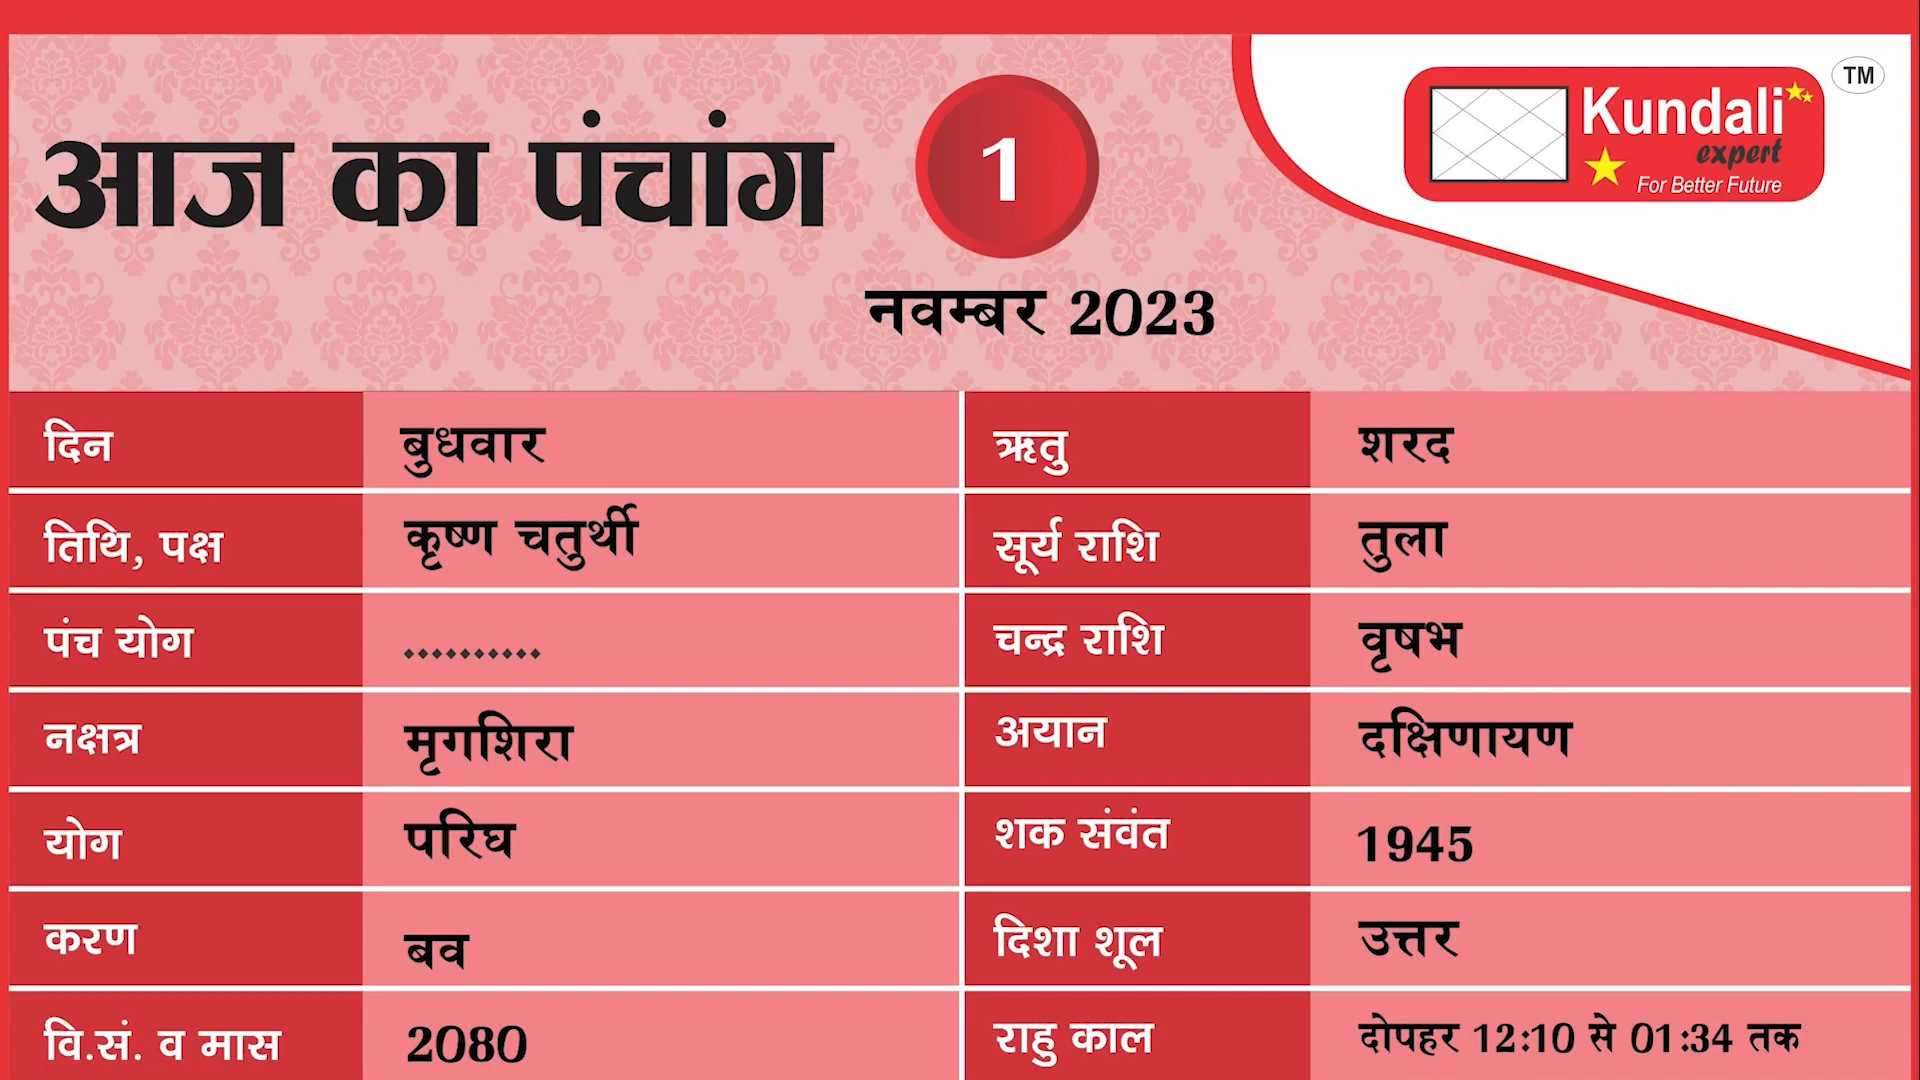 TM
Kundali
expert
For Better Future
आज का पंचांग
1
नवम्बर 2023
दिन बुधवार ऋतु शरद
तिथि, पक्ष कृष्ण चतुर्थी सूर्य राशि तुला
पंच योग .......... चन्द्र राशि वृषभ
नक्षत्र मृगशिरा अयान दक्षिणायण
योग परिघ शक संवंत 1945
करण बव दिशा शूल उत्तर
वि.सं. व मास 2080 राहु काल दोपहर 12:10 से 01:34 तक